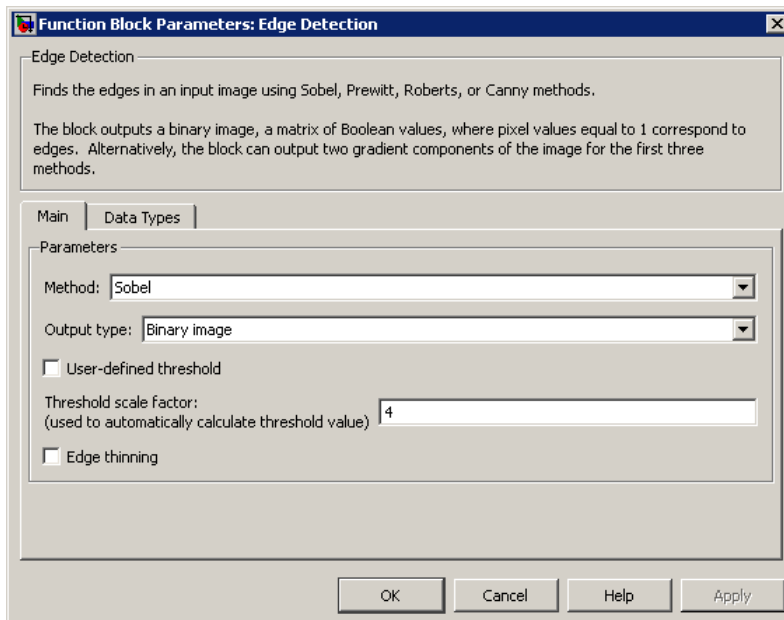 Function Block Parameters: Edge Detection
Edge Detection
Finds the edges in an input image using Sobel, Prewitt, Roberts, or Canny methods.
The block outputs a binary image, a matrix of Boolean values, where pixel values equal to 1 correspond to
edges.  Alternatively, the block can output two gradient components of the image for the first three
methods.
Main
Data Types
Parameters
Method: Sobel
Output type: Binary image
User-defined threshold
Threshold scale factor:
(used to automatically calculate threshold value) 4
Edge thinning
OK
Cancel
Help
Apply